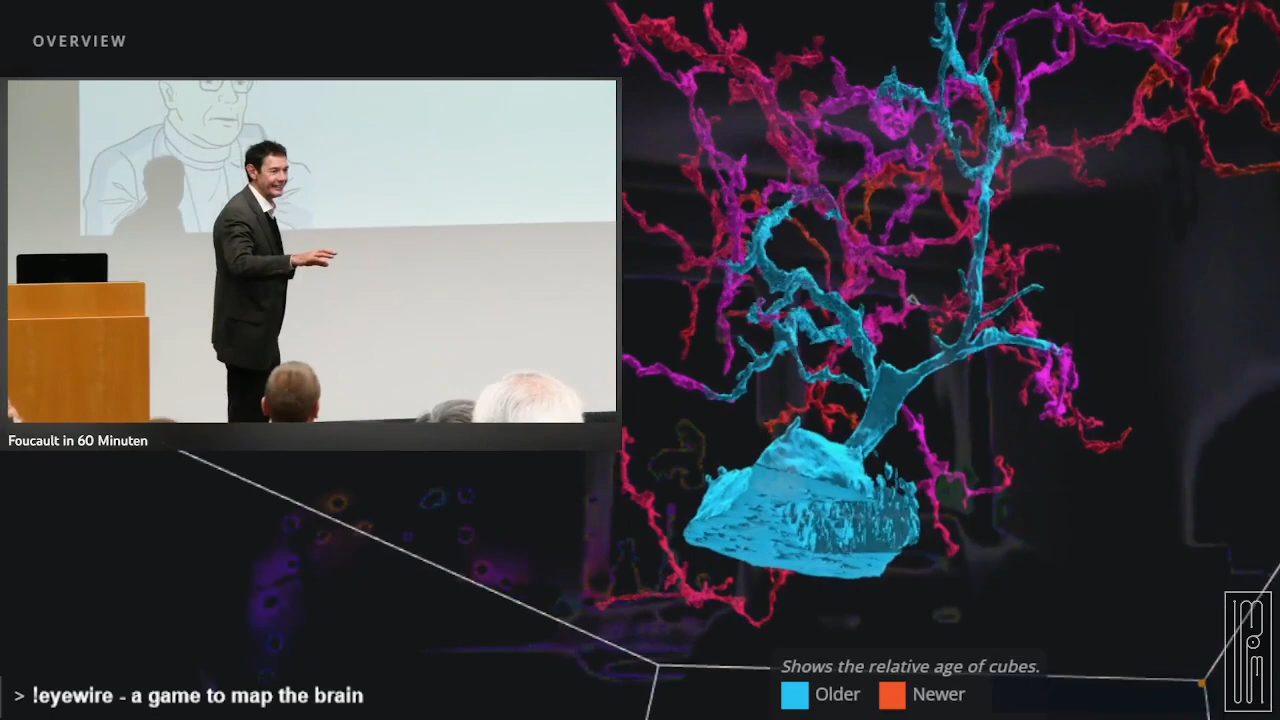 OVERVIEW
Foucault in 60 Minuten
Shows the relative age of cubes.
Older
Newer
> !eyewire - a game to map the brain